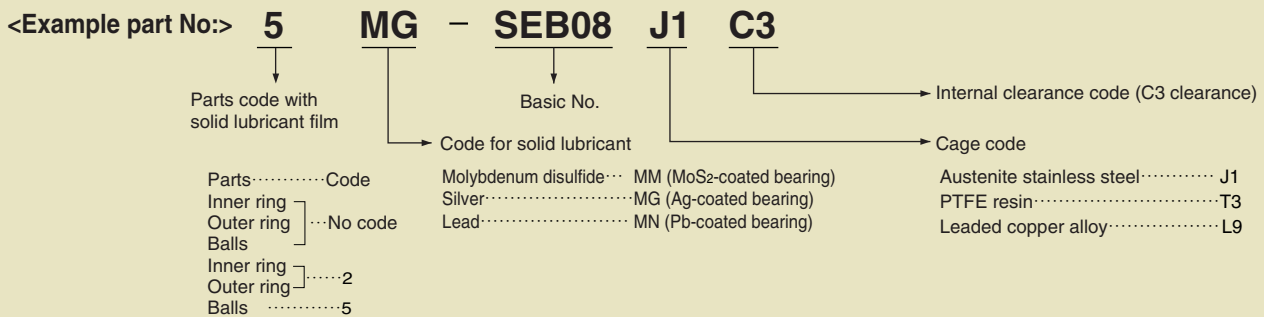 <Example part No:> 5 MG – SEB08 J1 C3
Parts code with
solid lubricant film
Basic No.
Internal clearance code (C3 clearance)
Code for solid lubricant
Cage code
Parts············Code
Inner ring
Outer ring ···No code
Balls
Inner ring
Outer ring ······2
Balls ············5
Molybdenum disulfide··· MM (MoS2-coated bearing)
Silver························MG (Ag-coated bearing)
Lead························ MN (Pb-coated bearing)
Austenite stainless steel············ J1
PTFE resin······························T3
Leaded copper alloy·················· L9